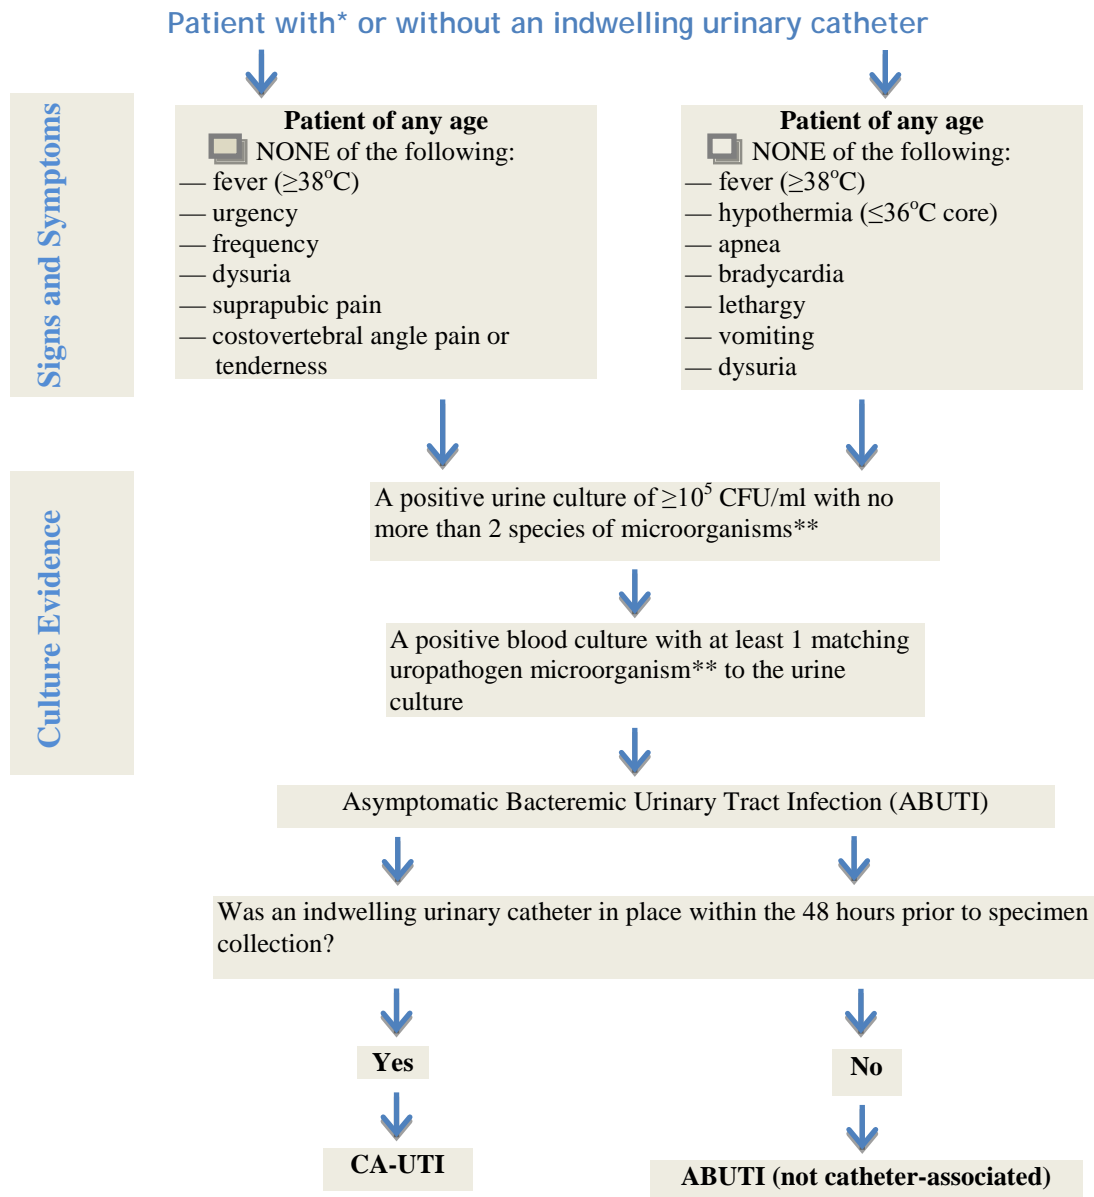 Patient with* or without an indwelling urinary catheter
Signs and Symptoms
Patient of any age
NONE of the following:
— fever (≥38°C)
— urgency
— frequency
— dysuria
— suprapubic pain
— costovertebral angle pain or
tenderness
Patient of any age
NONE of the following:
— fever (≥38°C)
— hypothermia (≤36°C core)
— apnea
— bradycardia
— lethargy
— vomiting
— dysuria
Culture Evidence
A positive urine culture of ≥10⁵ CFU/ml with no
more than 2 species of microorganisms**
A positive blood culture with at least 1 matching
uropathogen microorganism** to the urine
culture
Asymptomatic Bacteremic Urinary Tract Infection (ABUTI)
Was an indwelling urinary catheter in place within the 48 hours prior to specimen
collection?
Yes
No
CA-UTI
ABUTI (not catheter-associated)